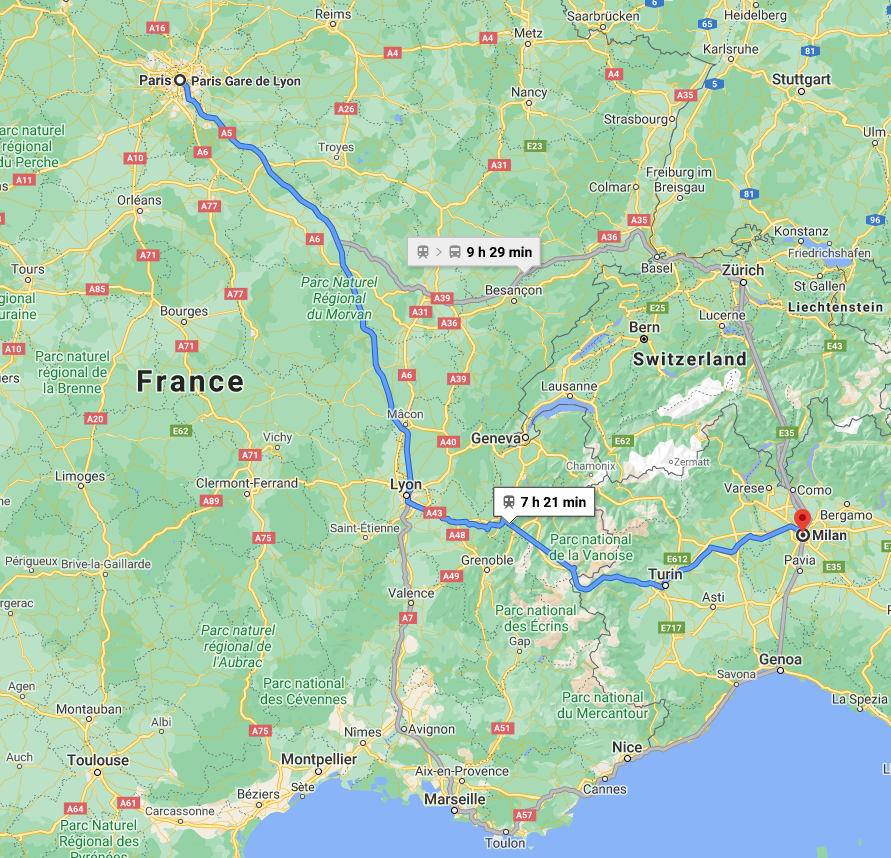 Reims
Saarbrücken
6
Heidelberg
A16
65
Metz
A4
A4
Karlsruhe
81
Paris
Paris Gare de Lyon
A4
Stuttgart
5
Nancy
A35
A26
Strasbourg
A5
arc naturel
régional
du Perche
Ulm
A6
Troyes
E23
A10
A31
A11
Freiburg im
Breisgau
Colmar
81
Orléans
A77
A35
96
A6
A36
Konstanz
A71
9 h 29 min
Friedrichshafen
Basel
Zürich
Tours
Parc Naturel
Régional
du Morvan
Besançon
St Gallen
A85
A77
A39
gional
uraine
A31
E25
Liechtenstein
Bourges
A36
Lucerne
Bern
A10
A71
E43
Parc naturel
régional de
la Brenne
Switzerland
France
A6
A39
iers
Lausanne
Mâcon
A20
E62
Vichy
A40
Geneva
E62
E35
A71
Chamonix
Zermatt
Limoges
Clermont-Ferrand
Lyon
Varese
Como
A89
7 h 21 min
A43
Bergamo
Saint-Étienne
A48
Milan
A75
Parc national
de la Vanoise
Périgueux
Brive-la-Gaillarde
Grenoble
E612
Pavia
E35
A49
Turin
Valence
Asti
rgerac
Parc national
des Écrins
A7
Parc naturel
régional de
l'Aubrac
E717
Gap
Genoa
Savona
Agen
Parc national
des Cévennes
Parc national
du Mercantour
La Spezia
Montauban
Albi
A75
Nîmes
Avignon
A51
Auch
Toulouse
Montpellier
Nice
Aix-en-Provence
Sète
Cannes
Béziers
Marseille
A64
A61
Carcassonne
A57
Parc Naturel
Régional des
Pyrénées
Toulon